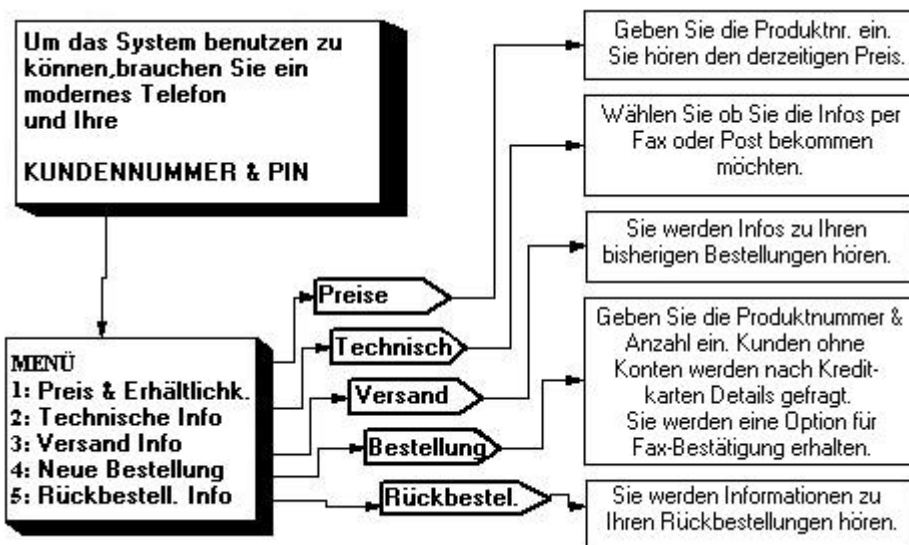 Um das System benutzen zu
können,brauchen Sie ein
modernes Telefon
und Ihre
KUNDENNUMMER & PIN
MENÜ
1: Preis & Erhältlichk.
2: Technische Info
3: Versand Info
4: Neue Bestellung
5: Rückbestell. Info
Preise
Technisch
Versand
Bestellung
Rückbestel.
Geben Sie die Produktnr. ein.
Sie hören den derzeitigen Preis.
Wählen Sie ob Sie die Infos per
Fax oder Post bekommen
möchten.
Sie werden Infos zu Ihren
bisherigen Bestellungen hören.
Geben Sie die Produktnummer &
Anzahl ein. Kunden ohne
Konten werden nach Kredit-
karten Details gefragt.
Sie werden eine Option für
Fax-Bestätigung erhalten.
Sie werden Informationen zu
Ihren Rückbestellungen hören.